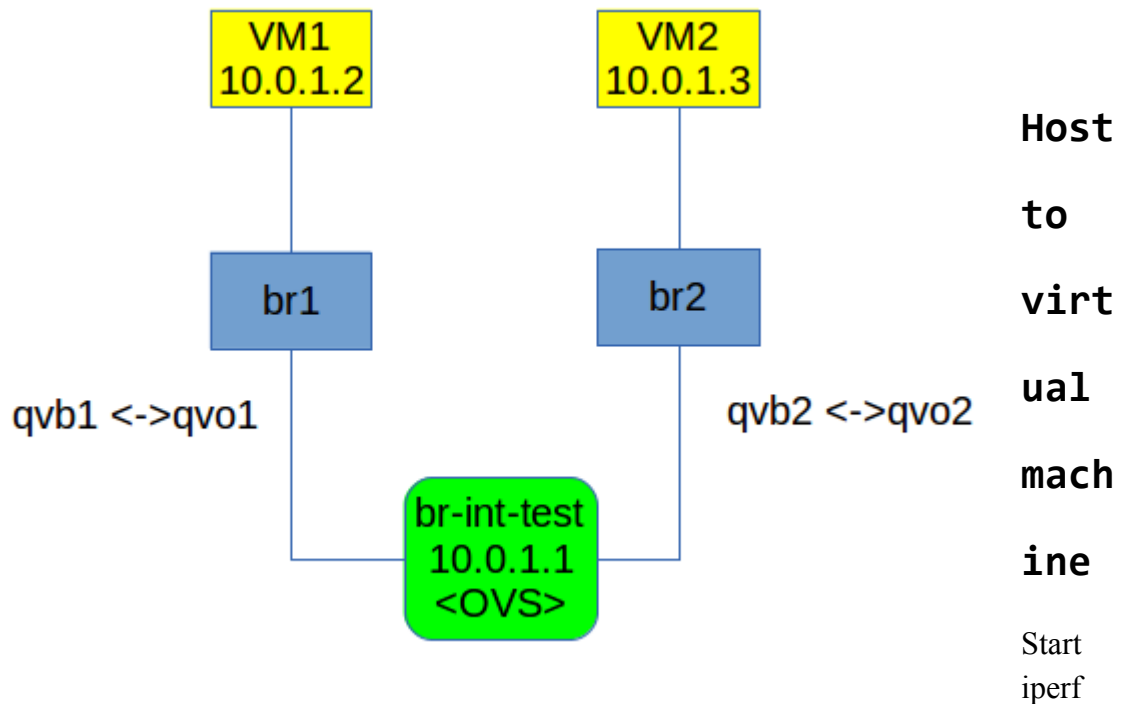 VM1
10.0.1.2
VM2
10.0.1.3
br1
br2
qvb1 <->qvo1
qvb2 <->qvo2
br-int-test
10.0.1.1
<OVS>
Host
to
virt
ual
mach
ine
Start
iperf